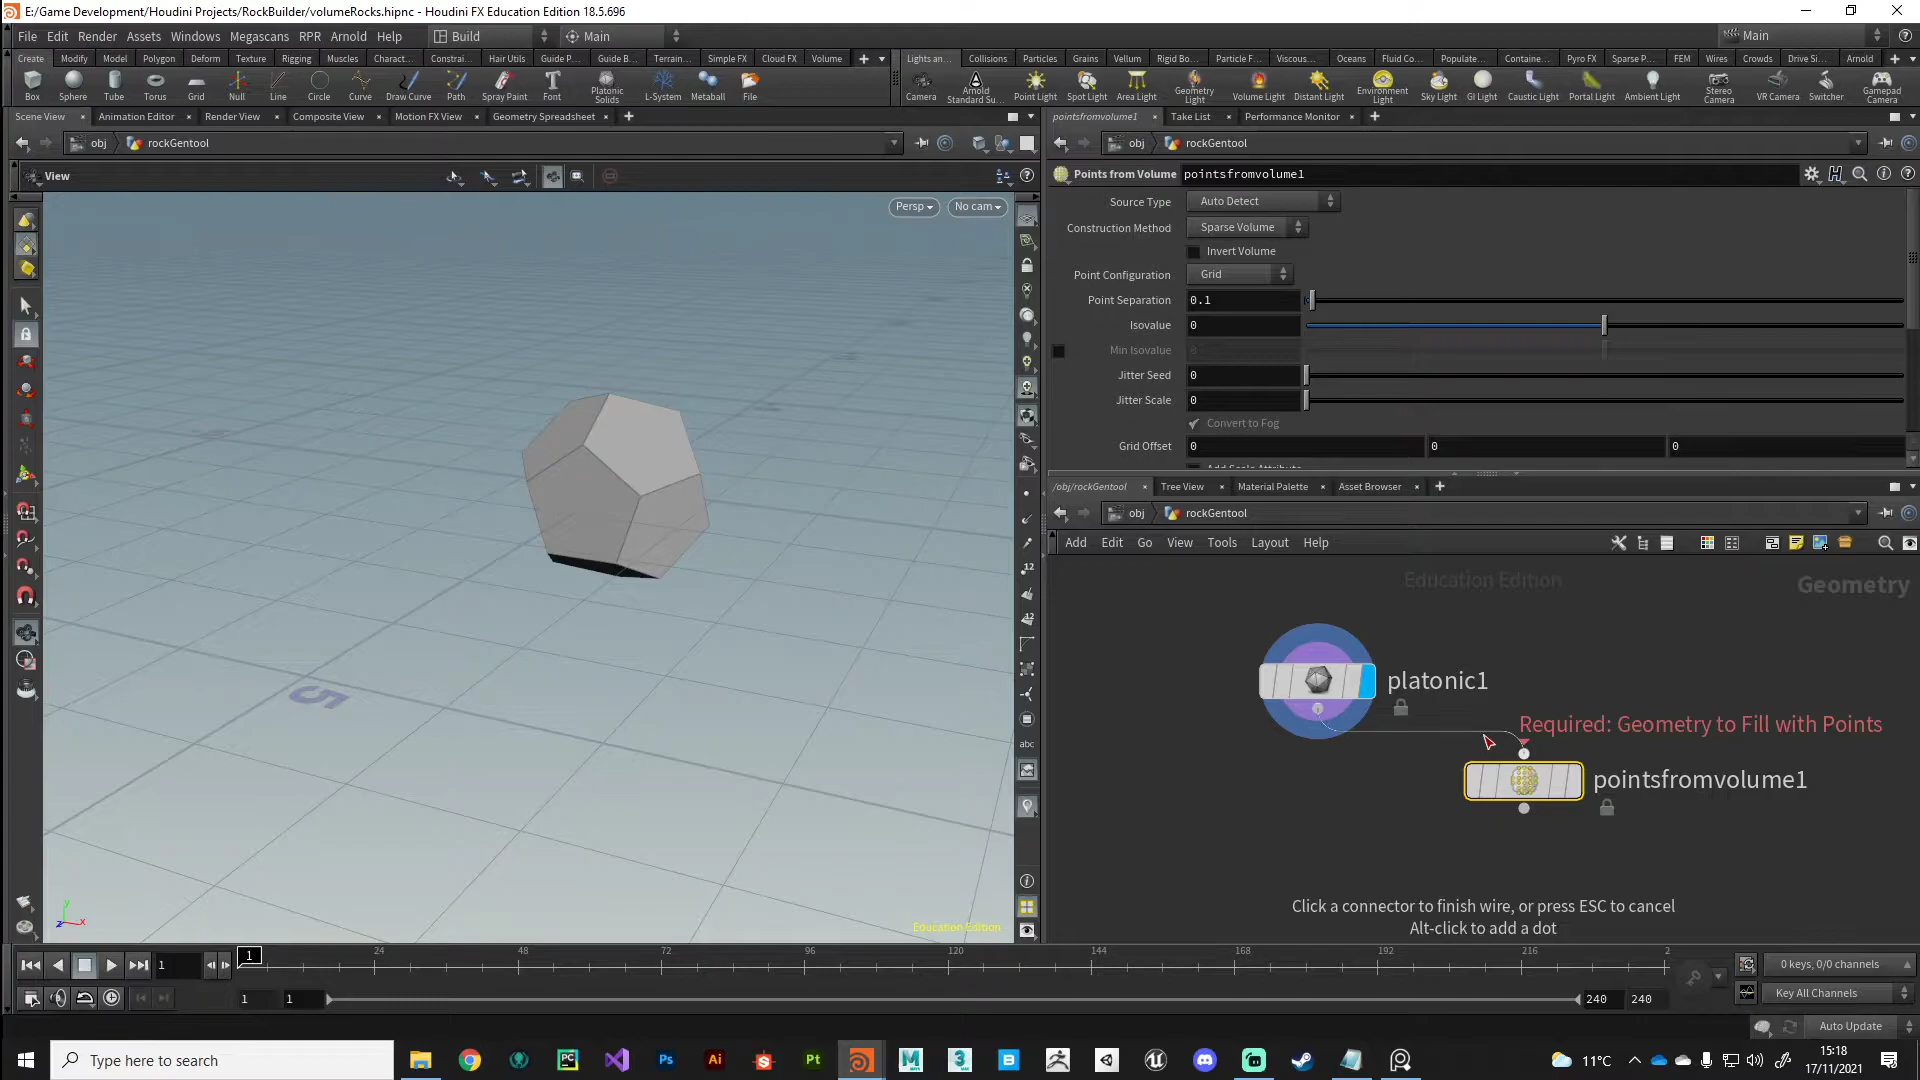 E:/Game Development/Houdini Projects/RockBuilder/volumeRocks.hipnc - Houdini FX Education Edition 18.5.696
File Edit Render Assets Windows Megascans RPR Arnold Help Build Main Main
Create Modify Model Polygon Deform Texture Rigging Muscles Charact... Constrai... Hair Utils Guide P... Guide B... Terrain... Simple FX Cloud FX Volume
Lights an... Collisions Particles Grains Vellum Rigid Bo... Particle F... Viscous... Oceans Fluid Co... Populate... Containe... Pyro FX Sparse P... FEM Wires Crowds Drive Si... Arnold
Box Sphere Tube Torus Grid Null Line Circle Curve Draw Curve Path Spray Paint Font Platonic Solids L-System Metaball File
Camera Arnold Standard Su... Point Light Spot Light Area Light Geometry Light Volume Light Distant Light Environment Light Sky Light GI Light Caustic Light Portal Light Ambient Light Stereo Camera VR Camera Switcher Gamepad Camera
Scene View Animation Editor Render View Composite View Motion FX View Geometry Spreadsheet
pointsfromvolume1 Take List Performance Monitor
obj rockGentool
obj rockGentool
View
Points from Volume pointsfromvolume1
Persp No cam
Source Type Auto Detect
Construction Method Sparse Volume
Invert Volume
Point Configuration Grid
Point Separation 0.1
Isovalue 0
Min Isovalue
Jitter Seed 0
Jitter Scale 0
Convert to Fog
Grid Offset 0 0 0
Add Scale Attribute
/obj/rockGentool Tree View Material Palette Asset Browser
obj rockGentool
Add Edit Go View Tools Layout Help
Education Edition
Geometry
platonic1
Required: Geometry to Fill with Points
pointsfromvolume1
Click a connector to finish wire, or press ESC to cancel
Alt-click to add a dot
5
12
12
abc
y
z x
Education Edition
1 1 24 48 72 96 120 144 168 192 216 2
0 keys, 0/0 channels
1 1 240 240
Key All Channels
Auto Update
Type here to search
11°C
15:18
17/11/2021